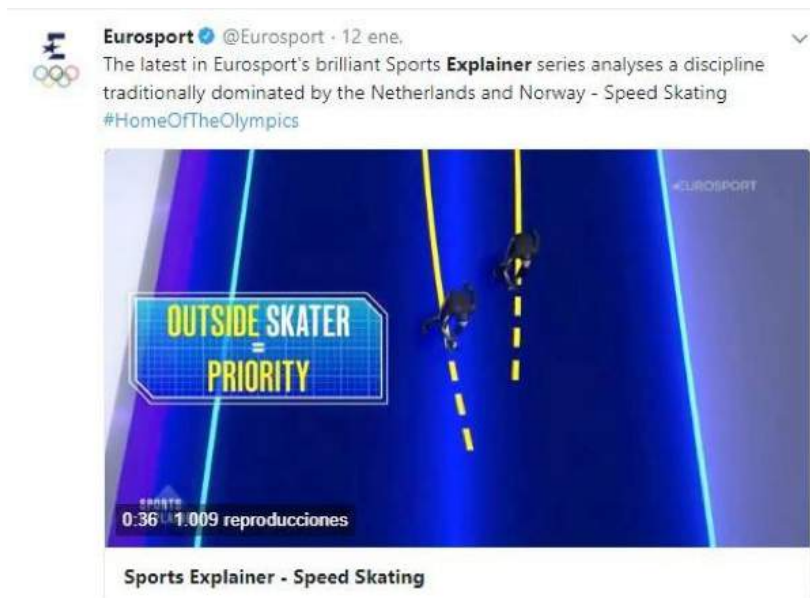 Eurosport @Eurosport · 12 ene.
The latest in Eurosport's brilliant Sports Explainer series analyses a discipline
traditionally dominated by the Netherlands and Norway - Speed Skating
#HomeOfTheOlympics
EUROSPORT
OUTSIDE SKATER
=
PRIORITY
SPORTS
0:36 1.009 reproducciones
Sports Explainer - Speed Skating